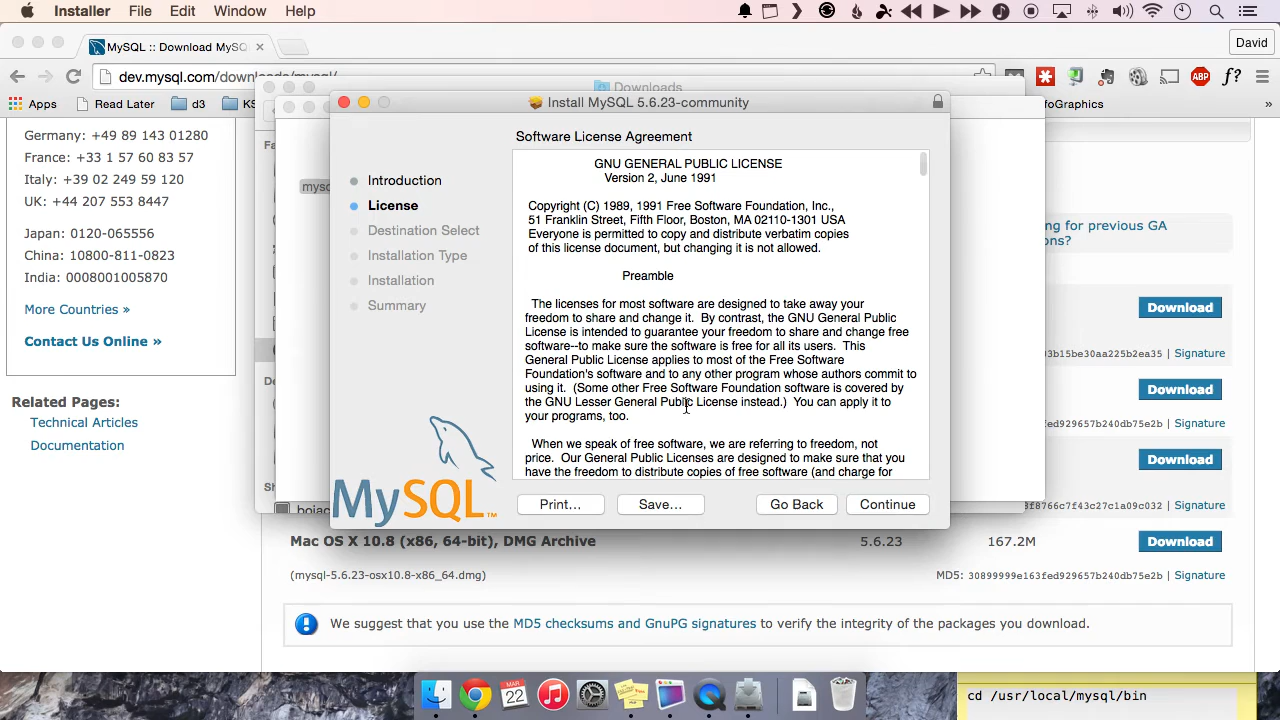 Installer File Edit Window Help
MySQL :: Download MySQ
David
dev.mysql.com/downloads/mysql/
Apps Read Later d3
foGraphics
Downloads
Install MySQL 5.6.23-community
Germany: +49 89 143 01280
France: +33 1 57 60 83 57
Italy: +39 02 249 59 120
UK: +44 207 553 8447
Japan: 0120-065556
China: 10800-811-0823
India: 0008001005870
More Countries »
Contact Us Online »
Related Pages:
Technical Articles
Documentation
Introduction
License
Destination Select
Installation Type
Installation
Summary
MySQL™
Software License Agreement
GNU GENERAL PUBLIC LICENSE
Version 2, June 1991
Copyright (C) 1989, 1991 Free Software Foundation, Inc.,
51 Franklin Street, Fifth Floor, Boston, MA 02110-1301 USA
Everyone is permitted to copy and distribute verbatim copies
of this license document, but changing it is not allowed.
Preamble
The licenses for most software are designed to take away your
freedom to share and change it. By contrast, the GNU General Public
License is intended to guarantee your freedom to share and change free
software--to make sure the software is free for all its users. This
General Public License applies to most of the Free Software
Foundation's software and to any other program whose authors commit to
using it. (Some other Free Software Foundation software is covered by
the GNU Lesser General Public License instead.) You can apply it to
your programs, too.
When we speak of free software, we are referring to freedom, not
price. Our General Public Licenses are designed to make sure that you
have the freedom to distribute copies of free software (and charge for
Print... Save... Go Back Continue
ng for previous GA
ons?
Download
03b15be30aa225b2ea35 | Signature
Download
ed929657b240db75e2b | Signature
Download
f8766c7f43c27c1a09c032 | Signature
Mac OS X 10.8 (x86, 64-bit), DMG Archive 5.6.23 167.2M Download
(mysql-5.6.23-osx10.8-x86_64.dmg) MD5: 30899999e163fed929657b240db75e2b | Signature
We suggest that you use the MD5 checksums and GnuPG signatures to verify the integrity of the packages you download.
MAR
22
cd /usr/local/mysql/bin